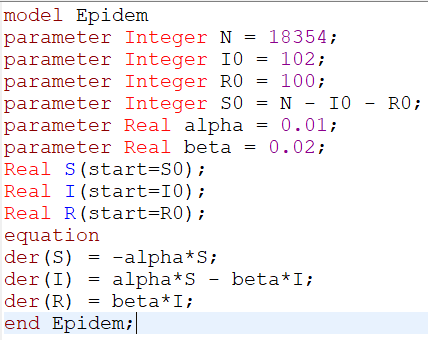 model Epidem
parameter Integer N = 18354;
parameter Integer I0 = 102;
parameter Integer R0 = 100;
parameter Integer S0 = N - I0 - R0;
parameter Real alpha = 0.01;
parameter Real beta = 0.02;
Real S(start=S0);
Real I(start=I0);
Real R(start=R0);
equation
der(S) = -alpha*S;
der(I) = alpha*S - beta*I;
der(R) = beta*I;
end Epidem;